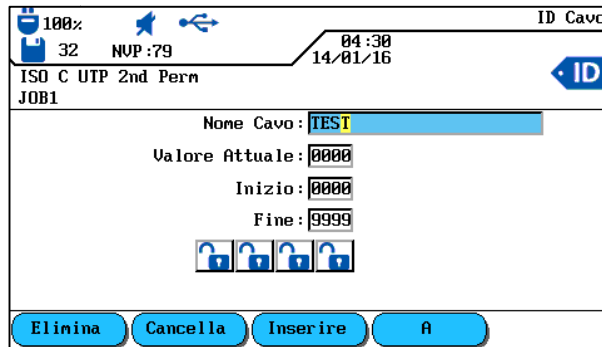 100% ID Cavo
32 NVP:79 04:30
14/01/16
ISO C UTP 2nd Perm
JOB1
ID
Nome Cavo: TEST
Valore Attuale: 0000
Inizio: 0000
Fine: 9999
Elimina Cancella Inserire A